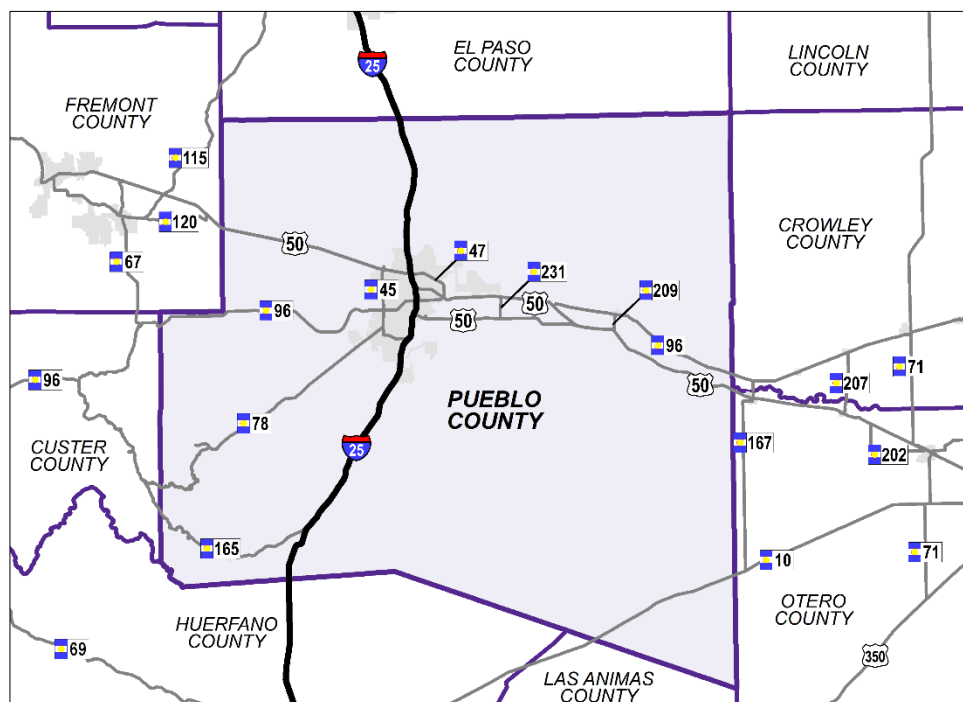 EL PASO
COUNTY
LINCOLN
COUNTY
25
FREMONT
COUNTY
115
120
67
50
47
231
209
CROWLEY
COUNTY
45
96
50
50
96
96
PUEBLO
COUNTY
50
207
71
78
25
167
202
CUSTER
COUNTY
165
10
71
OTERO
COUNTY
HUERFANO
COUNTY
69
350
LAS ANIMAS
COUNTY